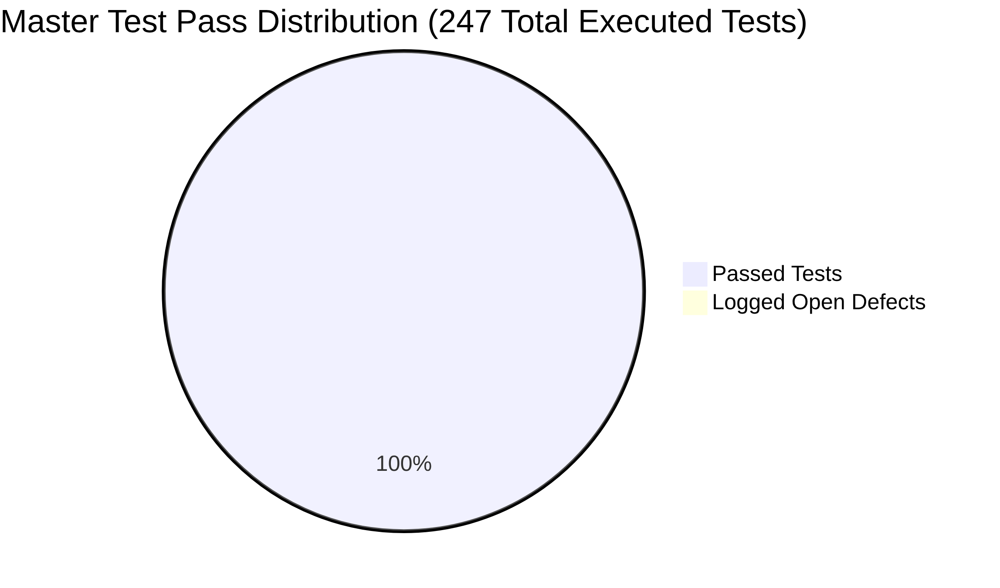 Master Test Pass Distribution (247 Total Executed Tests)
Passed Tests
Logged Open Defects
100%